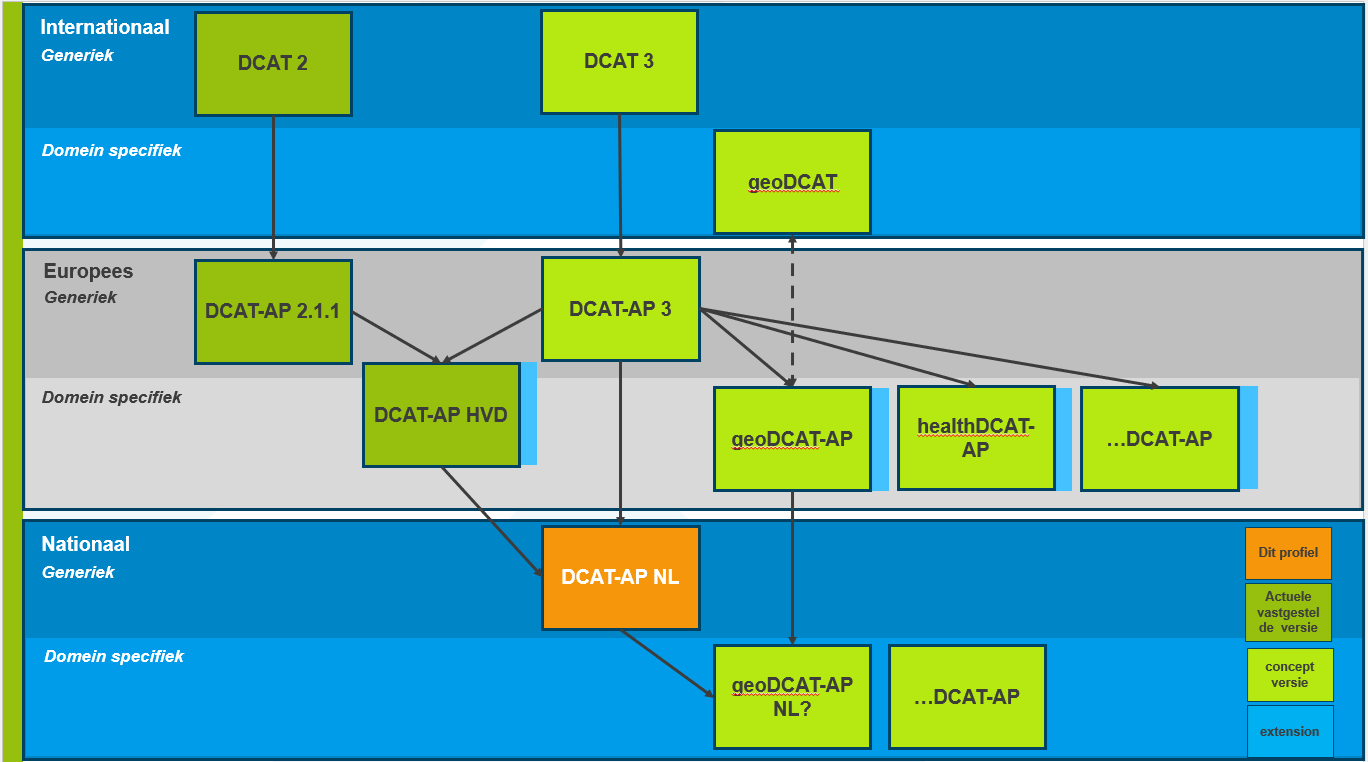 Internationaal
Generiek
DCAT 2
DCAT 3
Domein specifiek
geoDCAT
Europees
Generiek
DCAT-AP 2.1.1
DCAT-AP 3
Domein specifiek
DCAT-AP HVD
geoDCAT-AP
healthDCAT-
AP
...DCAT-AP
Nationaal
Generiek
DCAT-AP NL
Domein specifiek
geoDCAT-AP
NL?
...DCAT-AP
Dit profiel
Actuele
vastgestel
de versie
concept
versie
extension